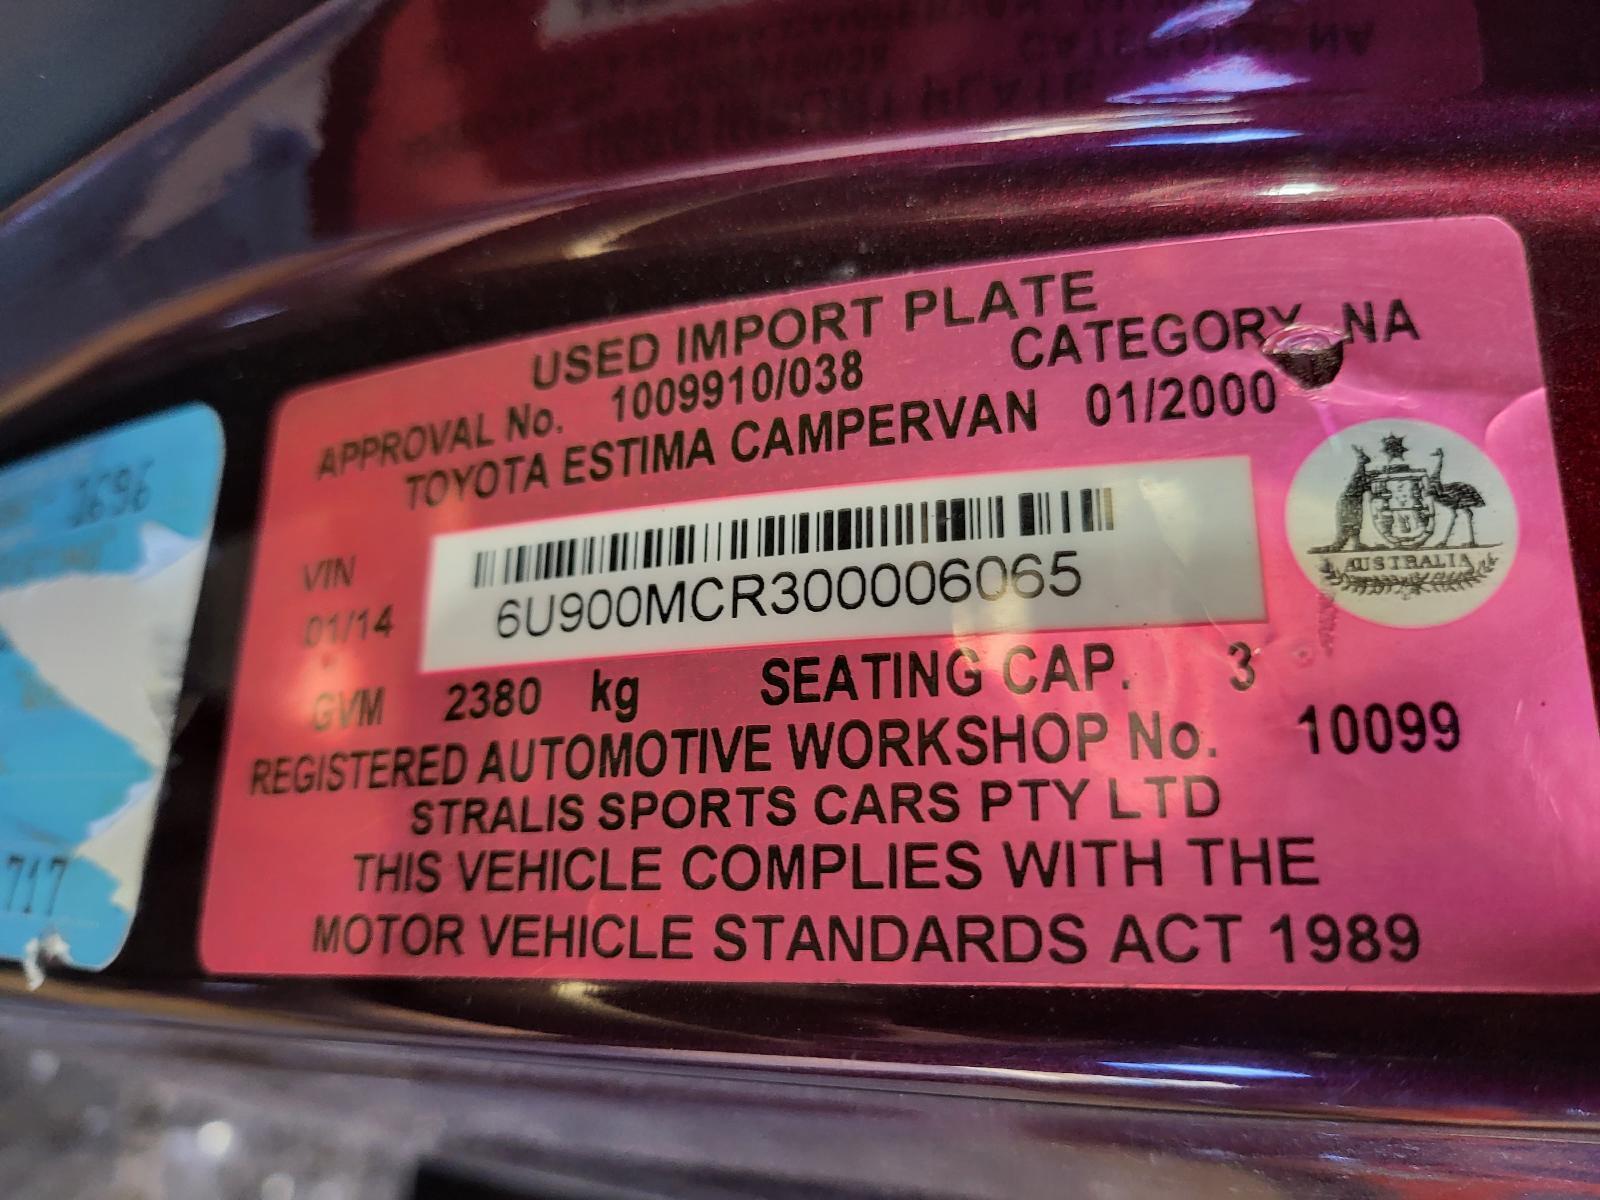 USED IMPORT PLATE
APPROVAL No. 1009910/038 CATEGORY NA
TOYOTA ESTIMA CAMPERVAN 01/2000
VIN 6U900MCR300006065
01/14
AUSTRALIA
GVM 2380 kg SEATING CAP. 3
REGISTERED AUTOMOTIVE WORKSHOP No. 10099
STRALIS SPORTS CARS PTY LTD
THIS VEHICLE COMPLIES WITH THE
MOTOR VEHICLE STANDARDS ACT 1989
717